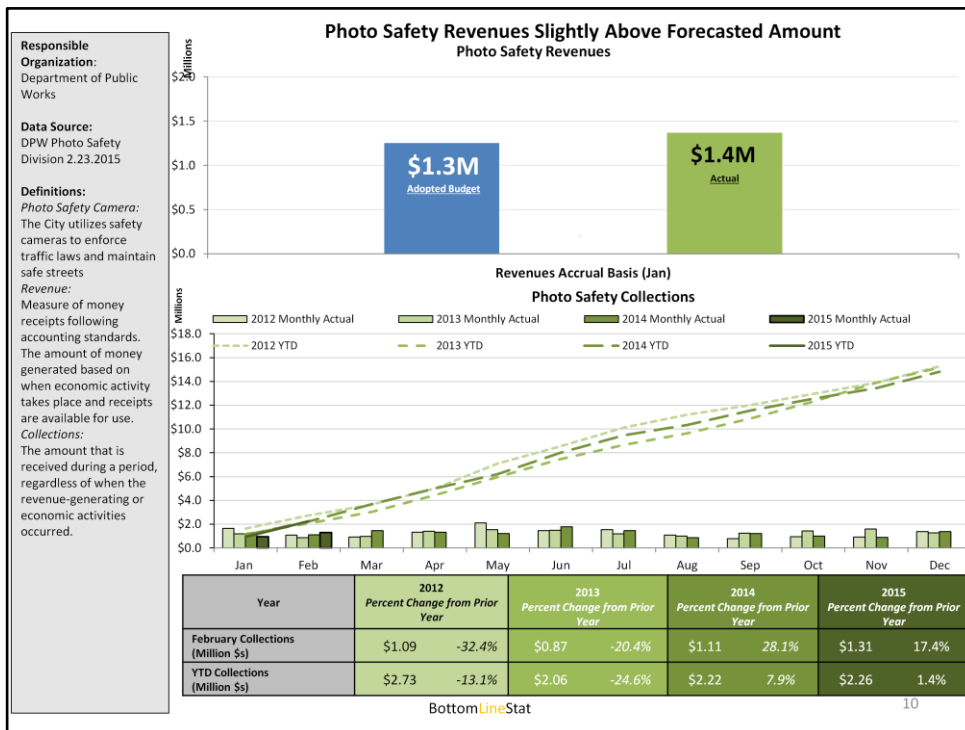 Photo Safety Revenues Slightly Above Forecasted Amount
Photo Safety Revenues
Responsible
Organization:
Department of Public
Works
Data Source:
DPW Photo Safety
Division 2.23.2015
Definitions:
Photo Safety Camera:
The City utilizes safety
cameras to enforce
traffic laws and maintain
safe streets
Revenue:
Measure of money
receipts following
accounting standards.
The amount of money
generated based on
when economic activity
takes place and receipts
are available for use.
Collections:
The amount that is
received during a period,
regardless of when the
revenue-generating or
economic activities
occurred.
Millions
$2.0
$1.5
$1.0
$0.5
$0.0
$1.3M
Adopted Budget
$1.4M
Actual
Revenues Accrual Basis (Jan)
Photo Safety Collections
Millions
2012 Monthly Actual 2013 Monthly Actual 2014 Monthly Actual 2015 Monthly Actual
2012 YTD 2013 YTD 2014 YTD 2015 YTD
$18.0
$16.0
$14.0
$12.0
$10.0
$8.0
$6.0
$4.0
$2.0
$0.0
Jan Feb Mar Apr May Jun Jul Aug Sep Oct Nov Dec
Year
2012
Percent Change from Prior
Year
2013
Percent Change from Prior
Year
2014
Percent Change from Prior
Year
2015
Percent Change from Prior
Year
February Collections
(Million $s)
$1.09 -32.4% $0.87 -20.4% $1.11 28.1% $1.31 17.4%
YTD Collections
(Million $s)
$2.73 -13.1% $2.06 -24.6% $2.22 7.9% $2.26 1.4%
BottomLineStat
10